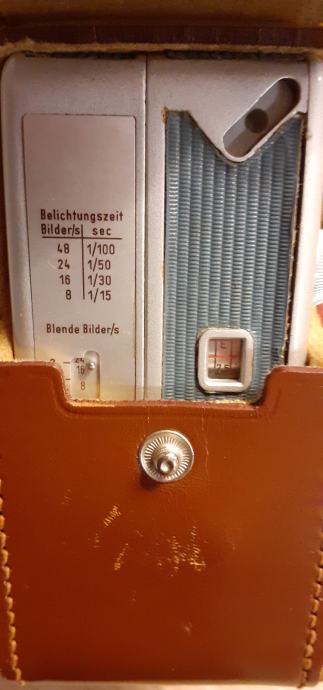 Belichtungszeit
Bilder/s sec
48 1/100
24 1/50
16 1/30
8 1/15
Blende Bilder/s
24
16
8